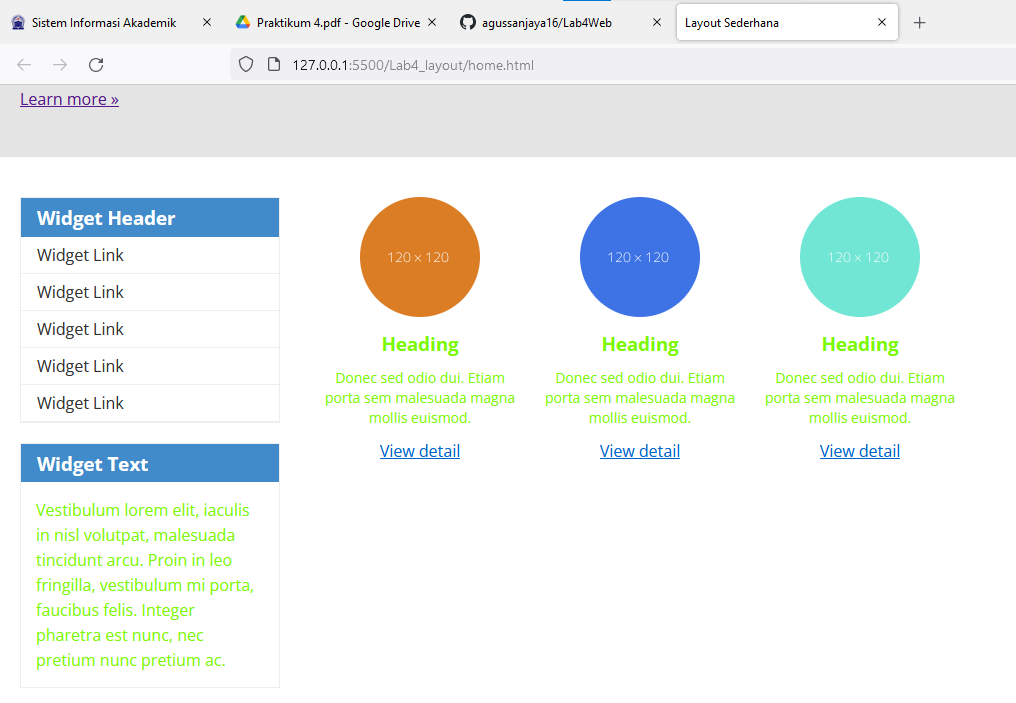 Sistem Informasi Akademik
Praktikum 4.pdf - Google Drive
agussanjaya16/Lab4Web
Layout Sederhana
127.0.0.1:5500/Lab4_layout/home.html
Learn more »
Widget Header
Widget Link
Widget Link
Widget Link
Widget Link
Widget Link
Widget Text
Vestibulum lorem elit, iaculis
in nisl volutpat, malesuada
tincidunt arcu. Proin in leo
fringilla, vestibulum mi porta,
faucibus felis. Integer
pharetra est nunc, nec
pretium nunc pretium ac.
120 × 120
Heading
Donec sed odio dui. Etiam
porta sem malesuada magna
mollis euismod.
View detail
120 × 120
Heading
Donec sed odio dui. Etiam
porta sem malesuada magna
mollis euismod.
View detail
120 × 120
Heading
Donec sed odio dui. Etiam
porta sem malesuada magna
mollis euismod.
View detail